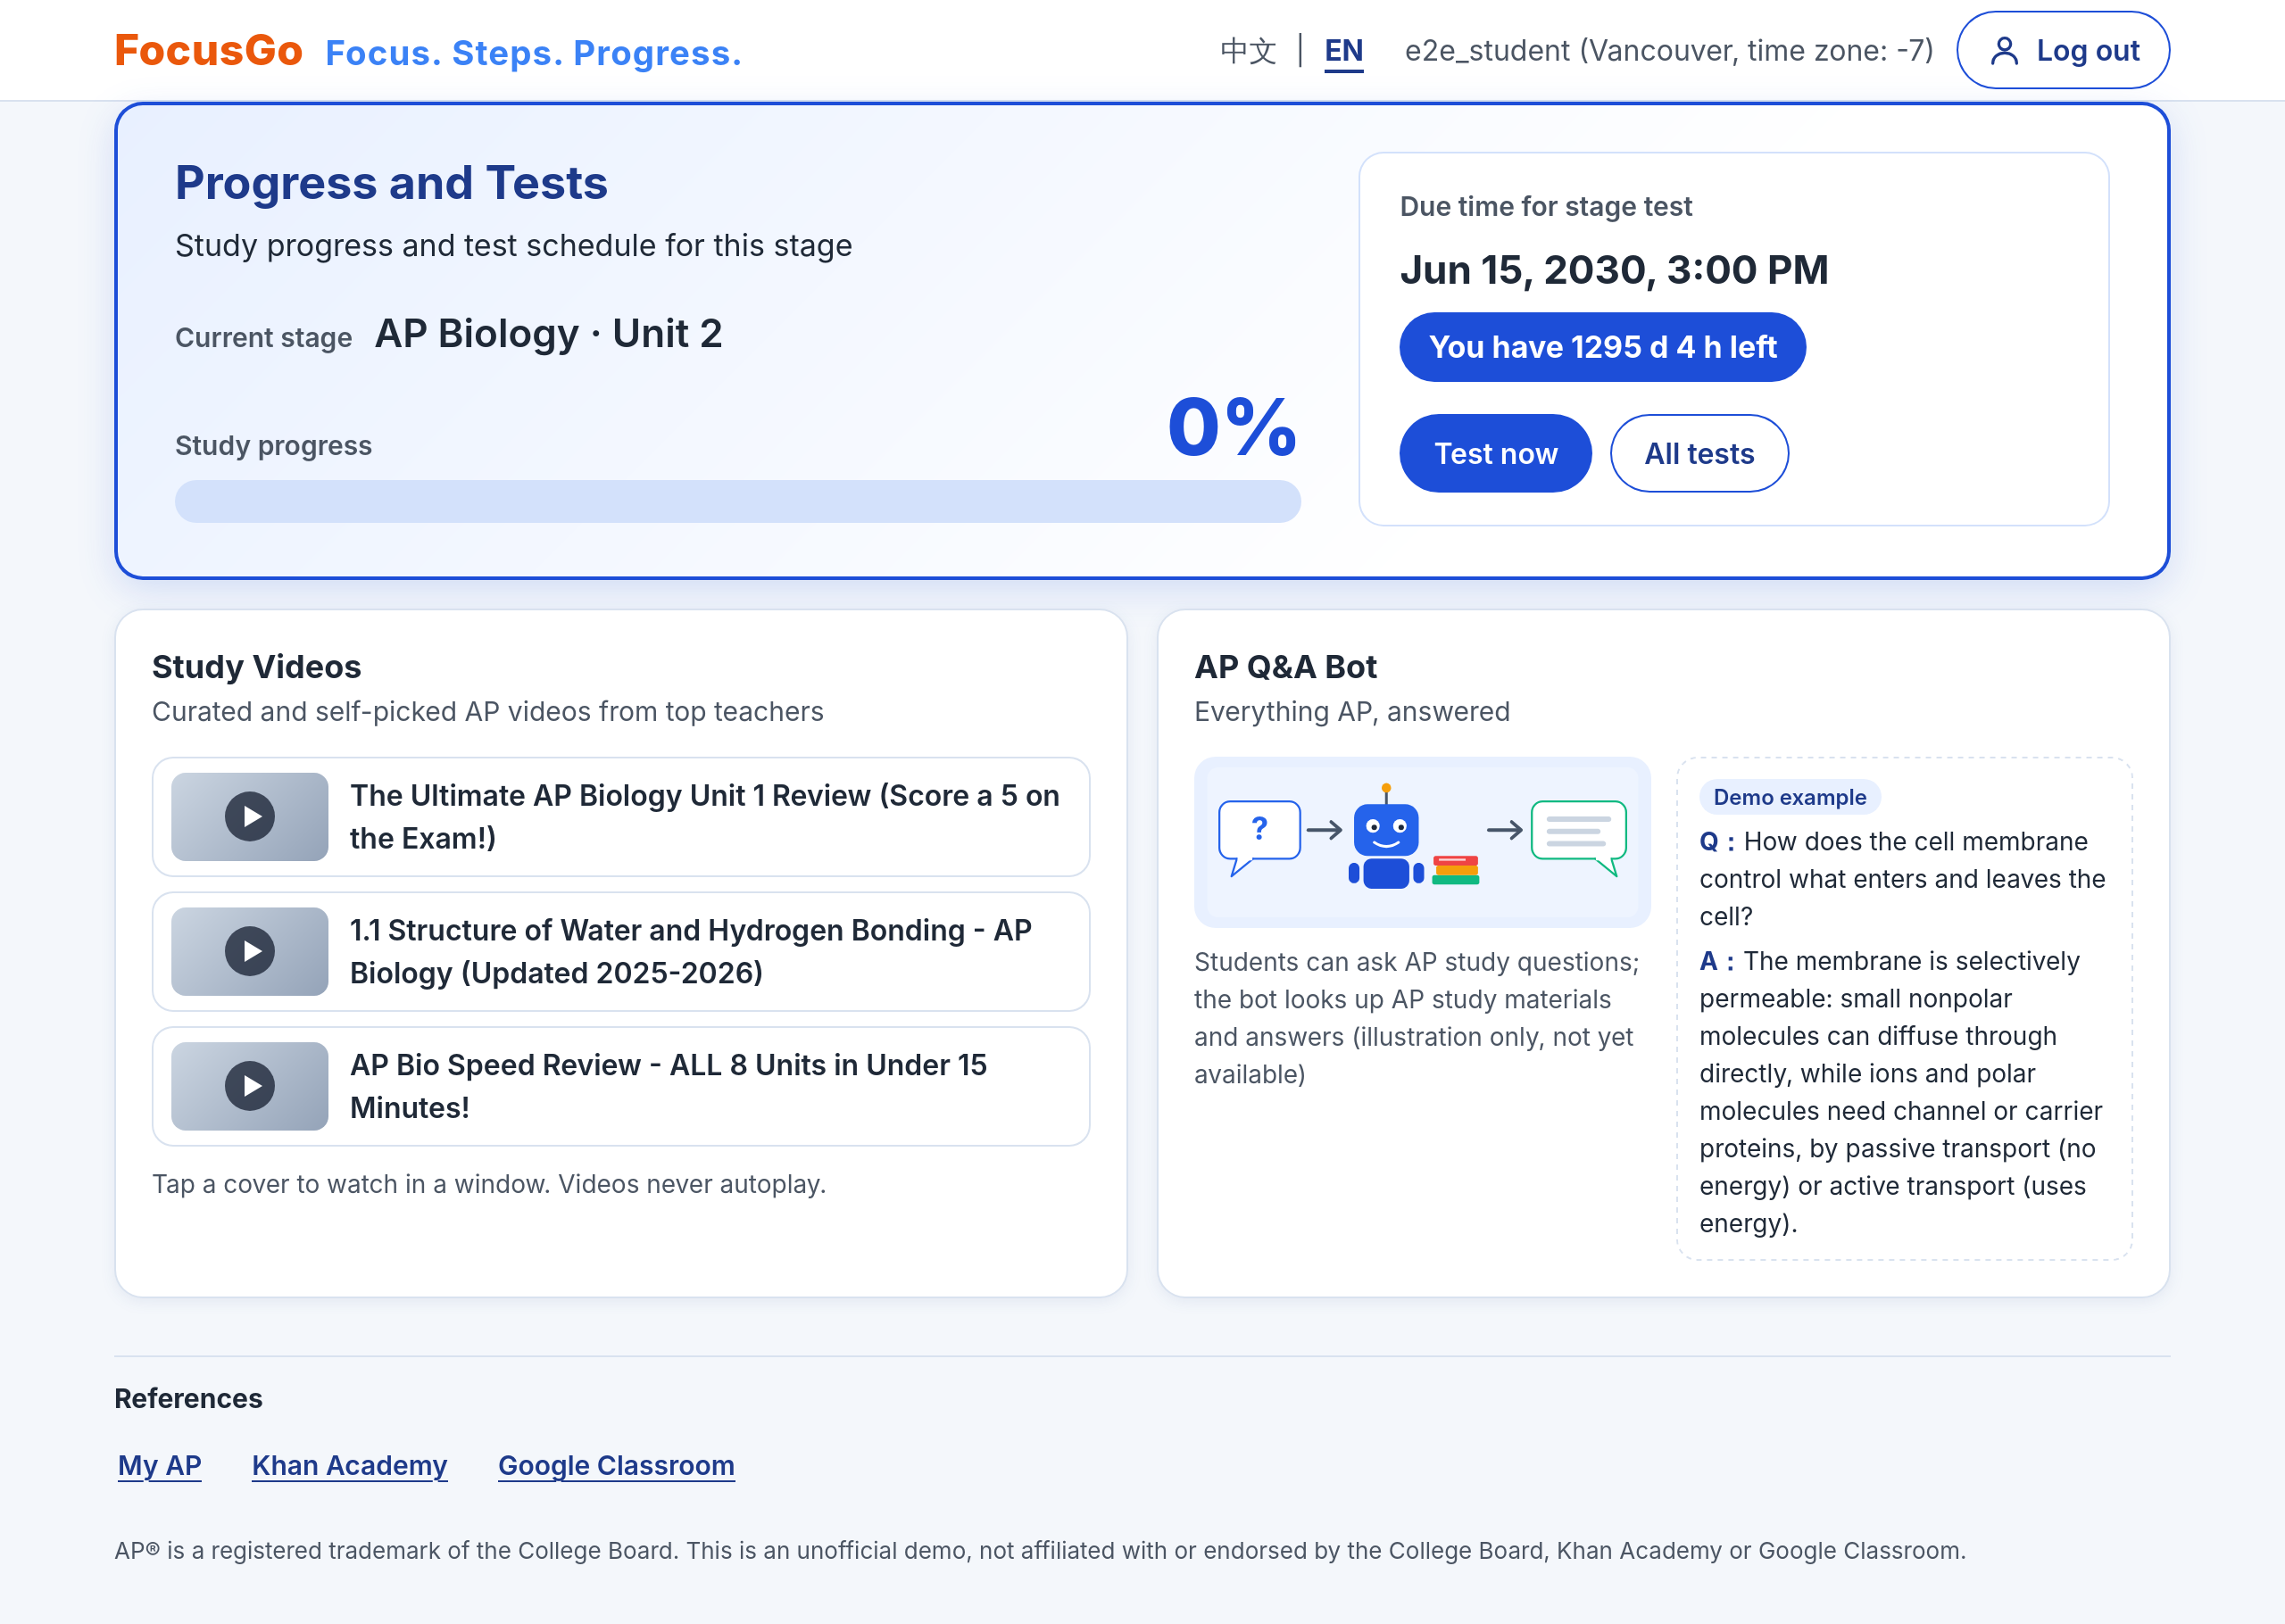 FocusGo Focus. Steps. Progress.
中文 | EN e2e_student (Vancouver, time zone: -7) Log out
Progress and Tests
Study progress and test schedule for this stage
Current stage AP Biology · Unit 2
Study progress 0%
Due time for stage test
Jun 15, 2030, 3:00 PM
You have 1295 d 4 h left
Test now All tests
Study Videos
Curated and self-picked AP videos from top teachers
The Ultimate AP Biology Unit 1 Review (Score a 5 on
the Exam!)
1.1 Structure of Water and Hydrogen Bonding - AP
Biology (Updated 2025-2026)
AP Bio Speed Review - ALL 8 Units in Under 15
Minutes!
Tap a cover to watch in a window. Videos never autoplay.
AP Q&A Bot
Everything AP, answered
?
Students can ask AP study questions;
the bot looks up AP study materials
and answers (illustration only, not yet
available)
Demo example
Q：How does the cell membrane
control what enters and leaves the
cell?
A：The membrane is selectively
permeable: small nonpolar
molecules can diffuse through
directly, while ions and polar
molecules need channel or carrier
proteins, by passive transport (no
energy) or active transport (uses
energy).
References
My AP Khan Academy Google Classroom
AP® is a registered trademark of the College Board. This is an unofficial demo, not affiliated with or endorsed by the College Board, Khan Academy or Google Classroom.